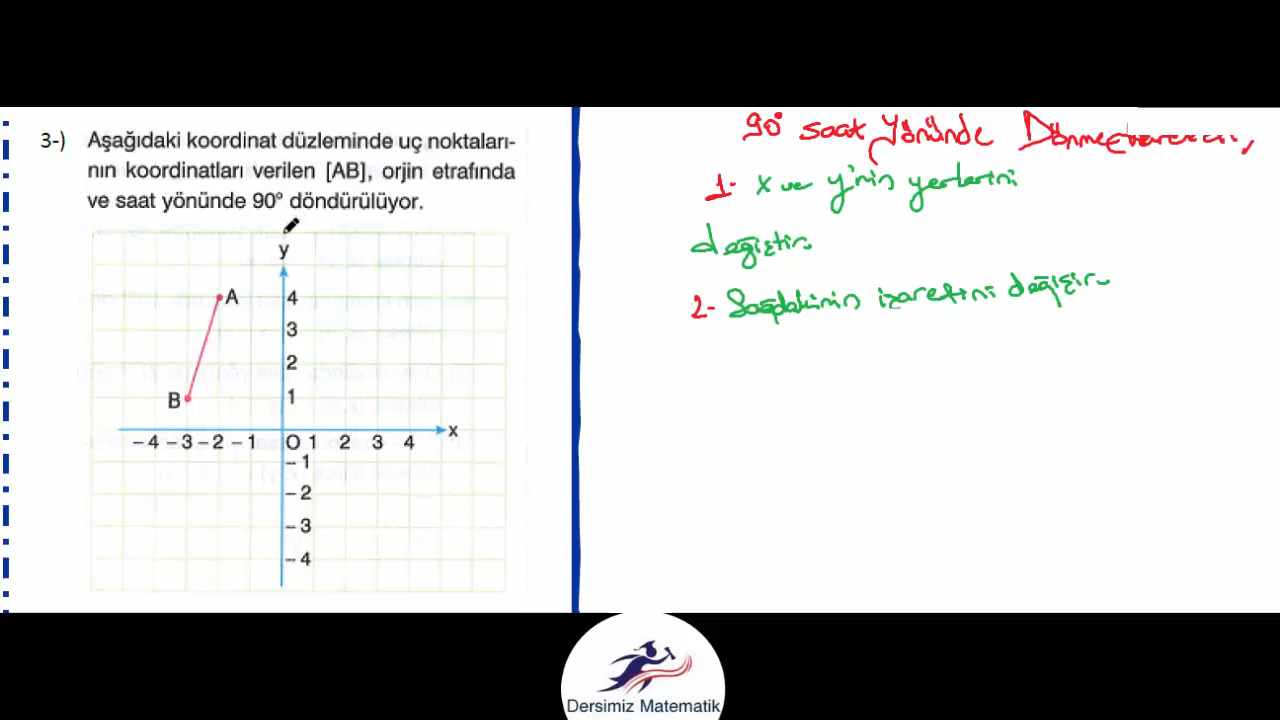 3-) Aşağıdaki koordinat düzleminde uç noktaları-
nın koordinatları verilen [AB], orjin etrafında
ve saat yönünde 90° döndürülüyor.
y
A
4
3
2
B
1
x
-4 -3 -2 -1 O 1 2 3 4
-1
-2
-3
-4
90° saat yönünde Dönme
1- x ve y'nin yerlerini
değiştir.
2- Sağdakinin işaretini değiştir.
Dersimiz Matematik